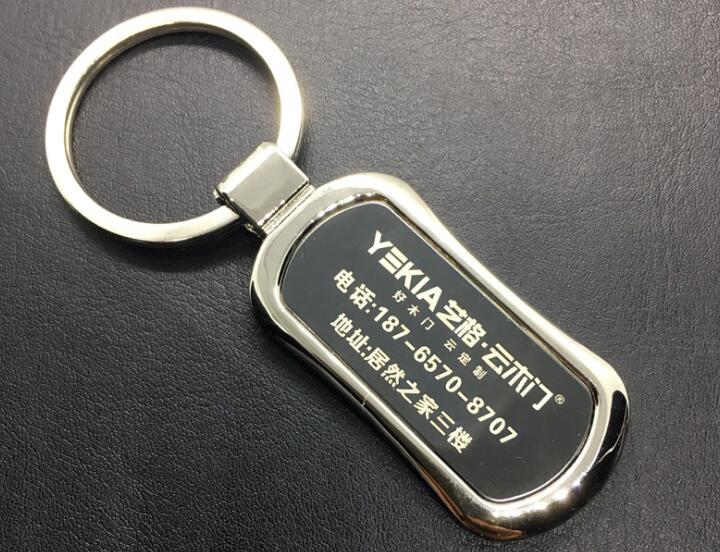 YEKIA艺格·云木门®
好木门 云定制
电话:187-6570-8707
地址:居然之家三楼